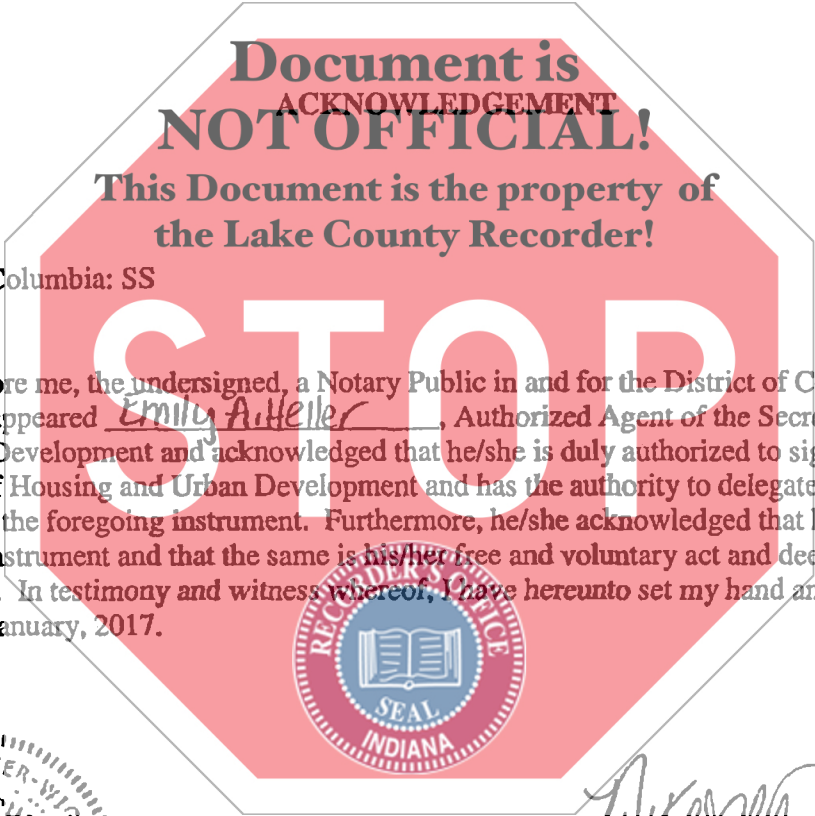 Document is
ACKNOWLEDGEMENT
NOT OFFICIAL!
This Document is the property of
the Lake County Recorder!
Columbia: SS
STOP
ore me, the undersigned, a Notary Public in and for the District of C
ppeared Emily A. Heller, Authorized Agent of the Secre
Development and acknowledged that he/she is duly authorized to sig
f Housing and Urban Development and has the authority to delegate
the foregoing instrument. Furthermore, he/she acknowledged that h
strument and that the same is his/her free and voluntary act and dee
. In testimony and witness whereof, I have hereunto set my hand an
anuary, 2017.
RECORDER'S OFFICE
SEAL
INDIANA